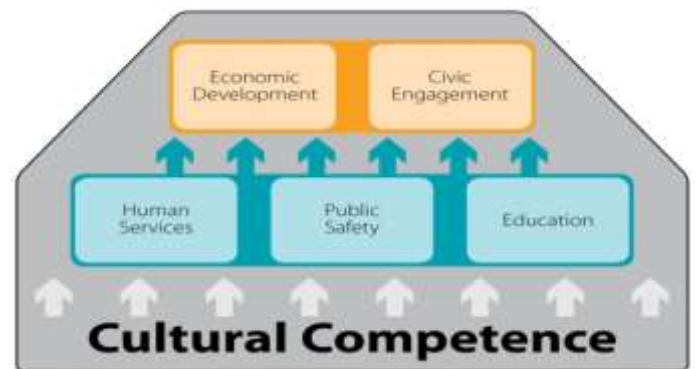 Economic
Development
Civic
Engagement
Human
Services
Public
Safety
Education
Cultural Competence